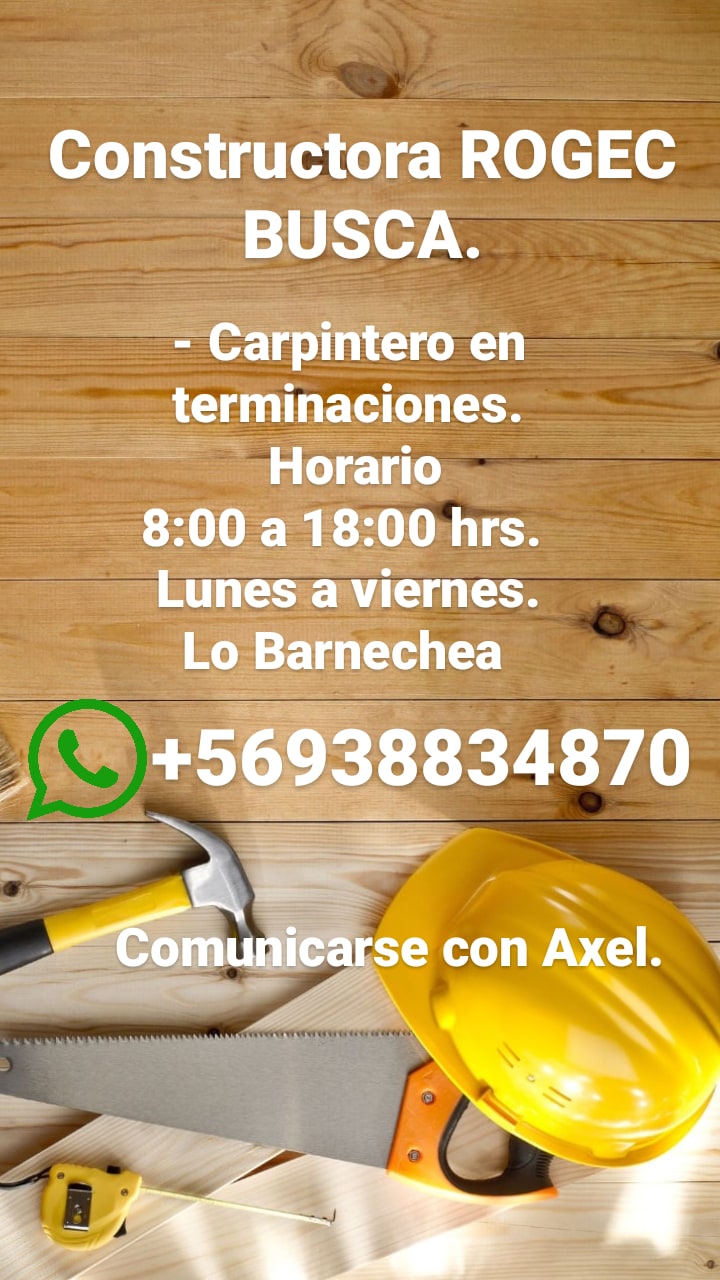 Constructora ROGEC
BUSCA.
- Carpintero en
terminaciones.
Horario
8:00 a 18:00 hrs.
Lunes a viernes.
Lo Barnechea
+56938834870
Comunicarse con Axel.